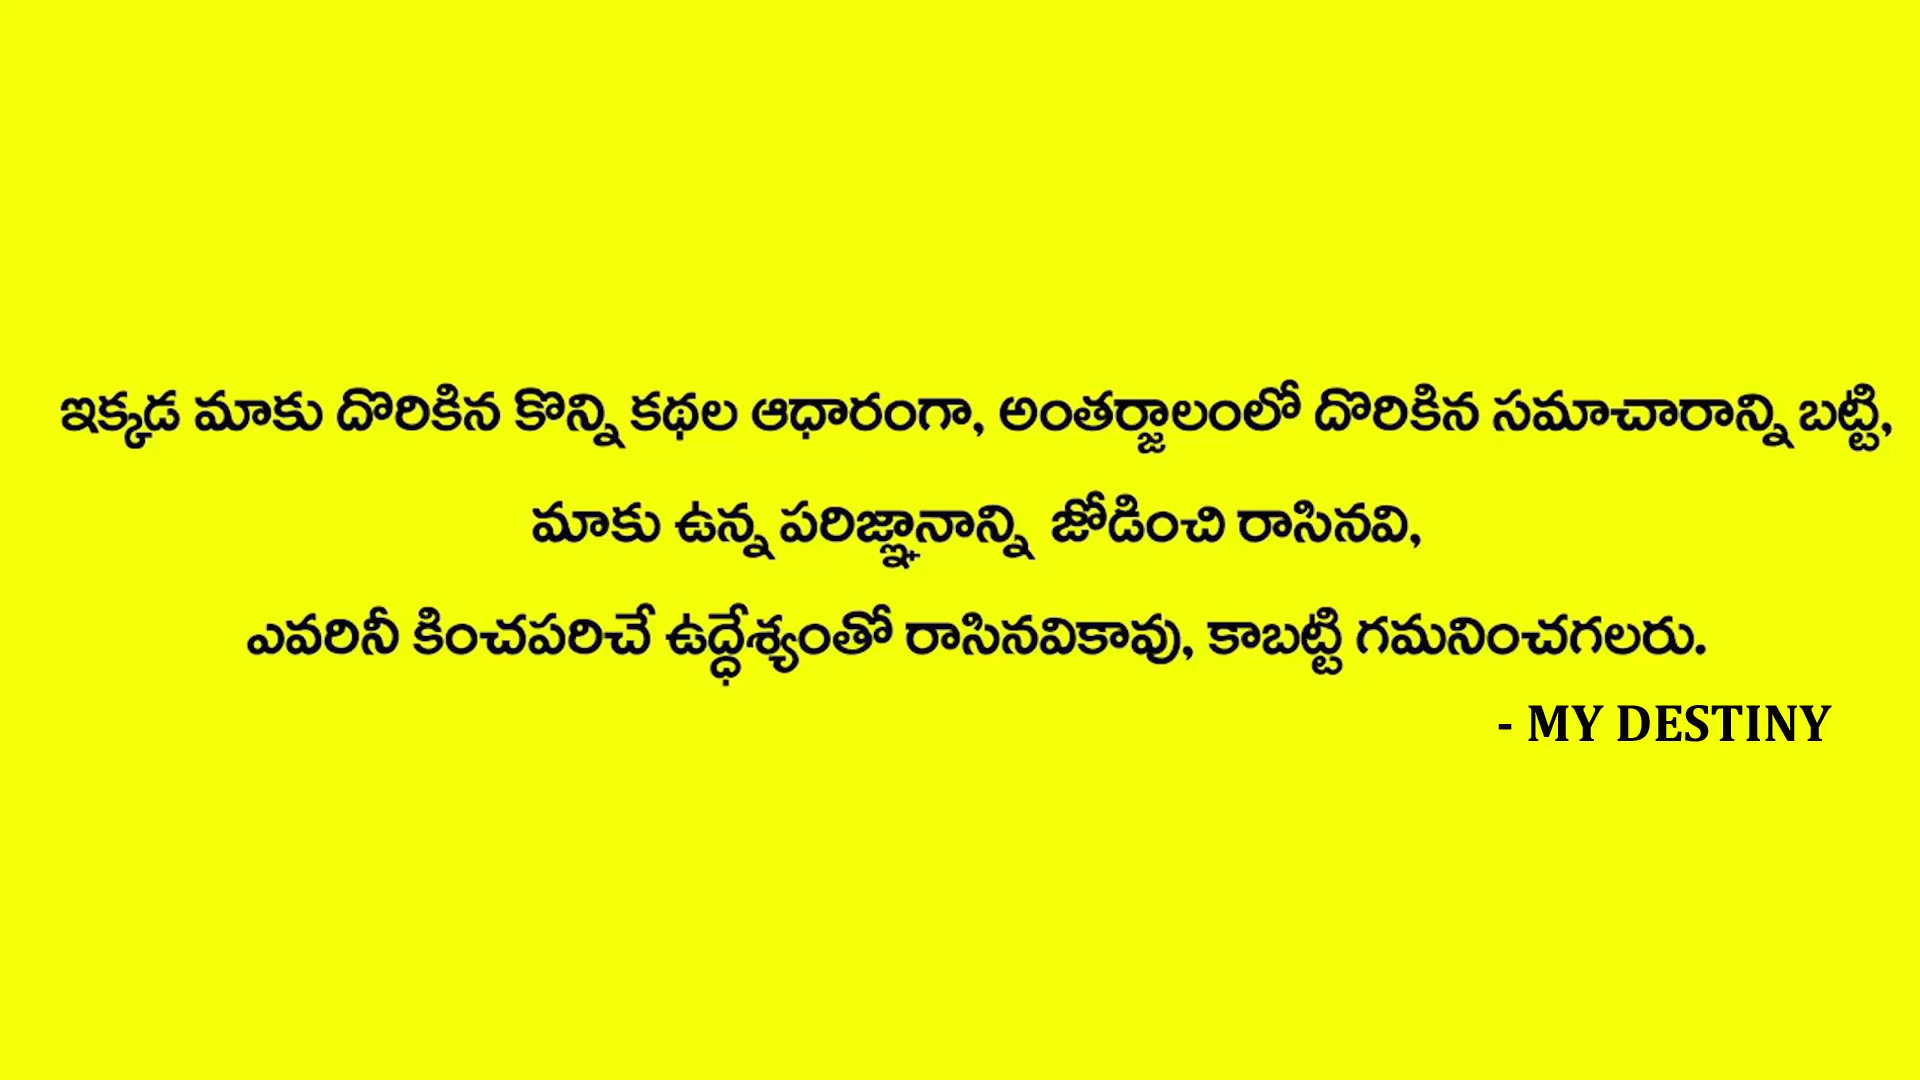 ఇక్కడ మాకు దొరికిన కొన్ని కథల ఆధారంగా, అంతర్జాలంలో దొరికిన సమాచారాన్ని బట్టి,
మాకు ఉన్న పరిజ్ఞానాన్ని జోడించి రాసినవి,
ఎవరినీ కించపరిచే ఉద్ధేశ్యంతో రాసినవికావు, కాబట్టి గమనించగలరు.
- MY DESTINY